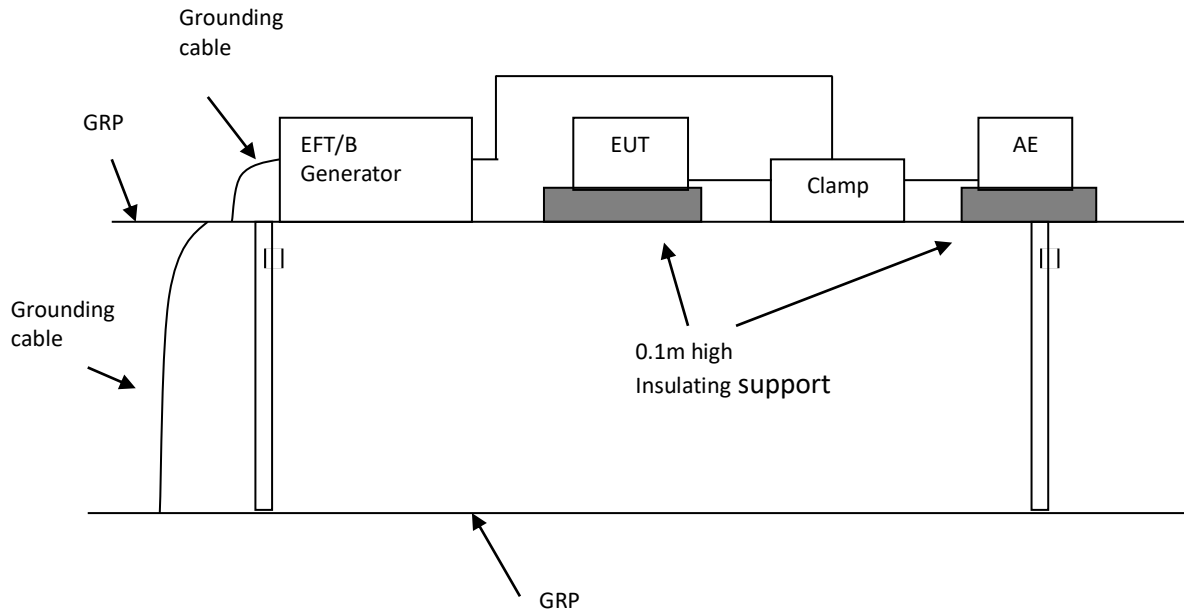 Grounding
cable
GRP
EFT/B
Generator
EUT
Clamp
AE
Grounding
cable
0.1m high
Insulating support
GRP